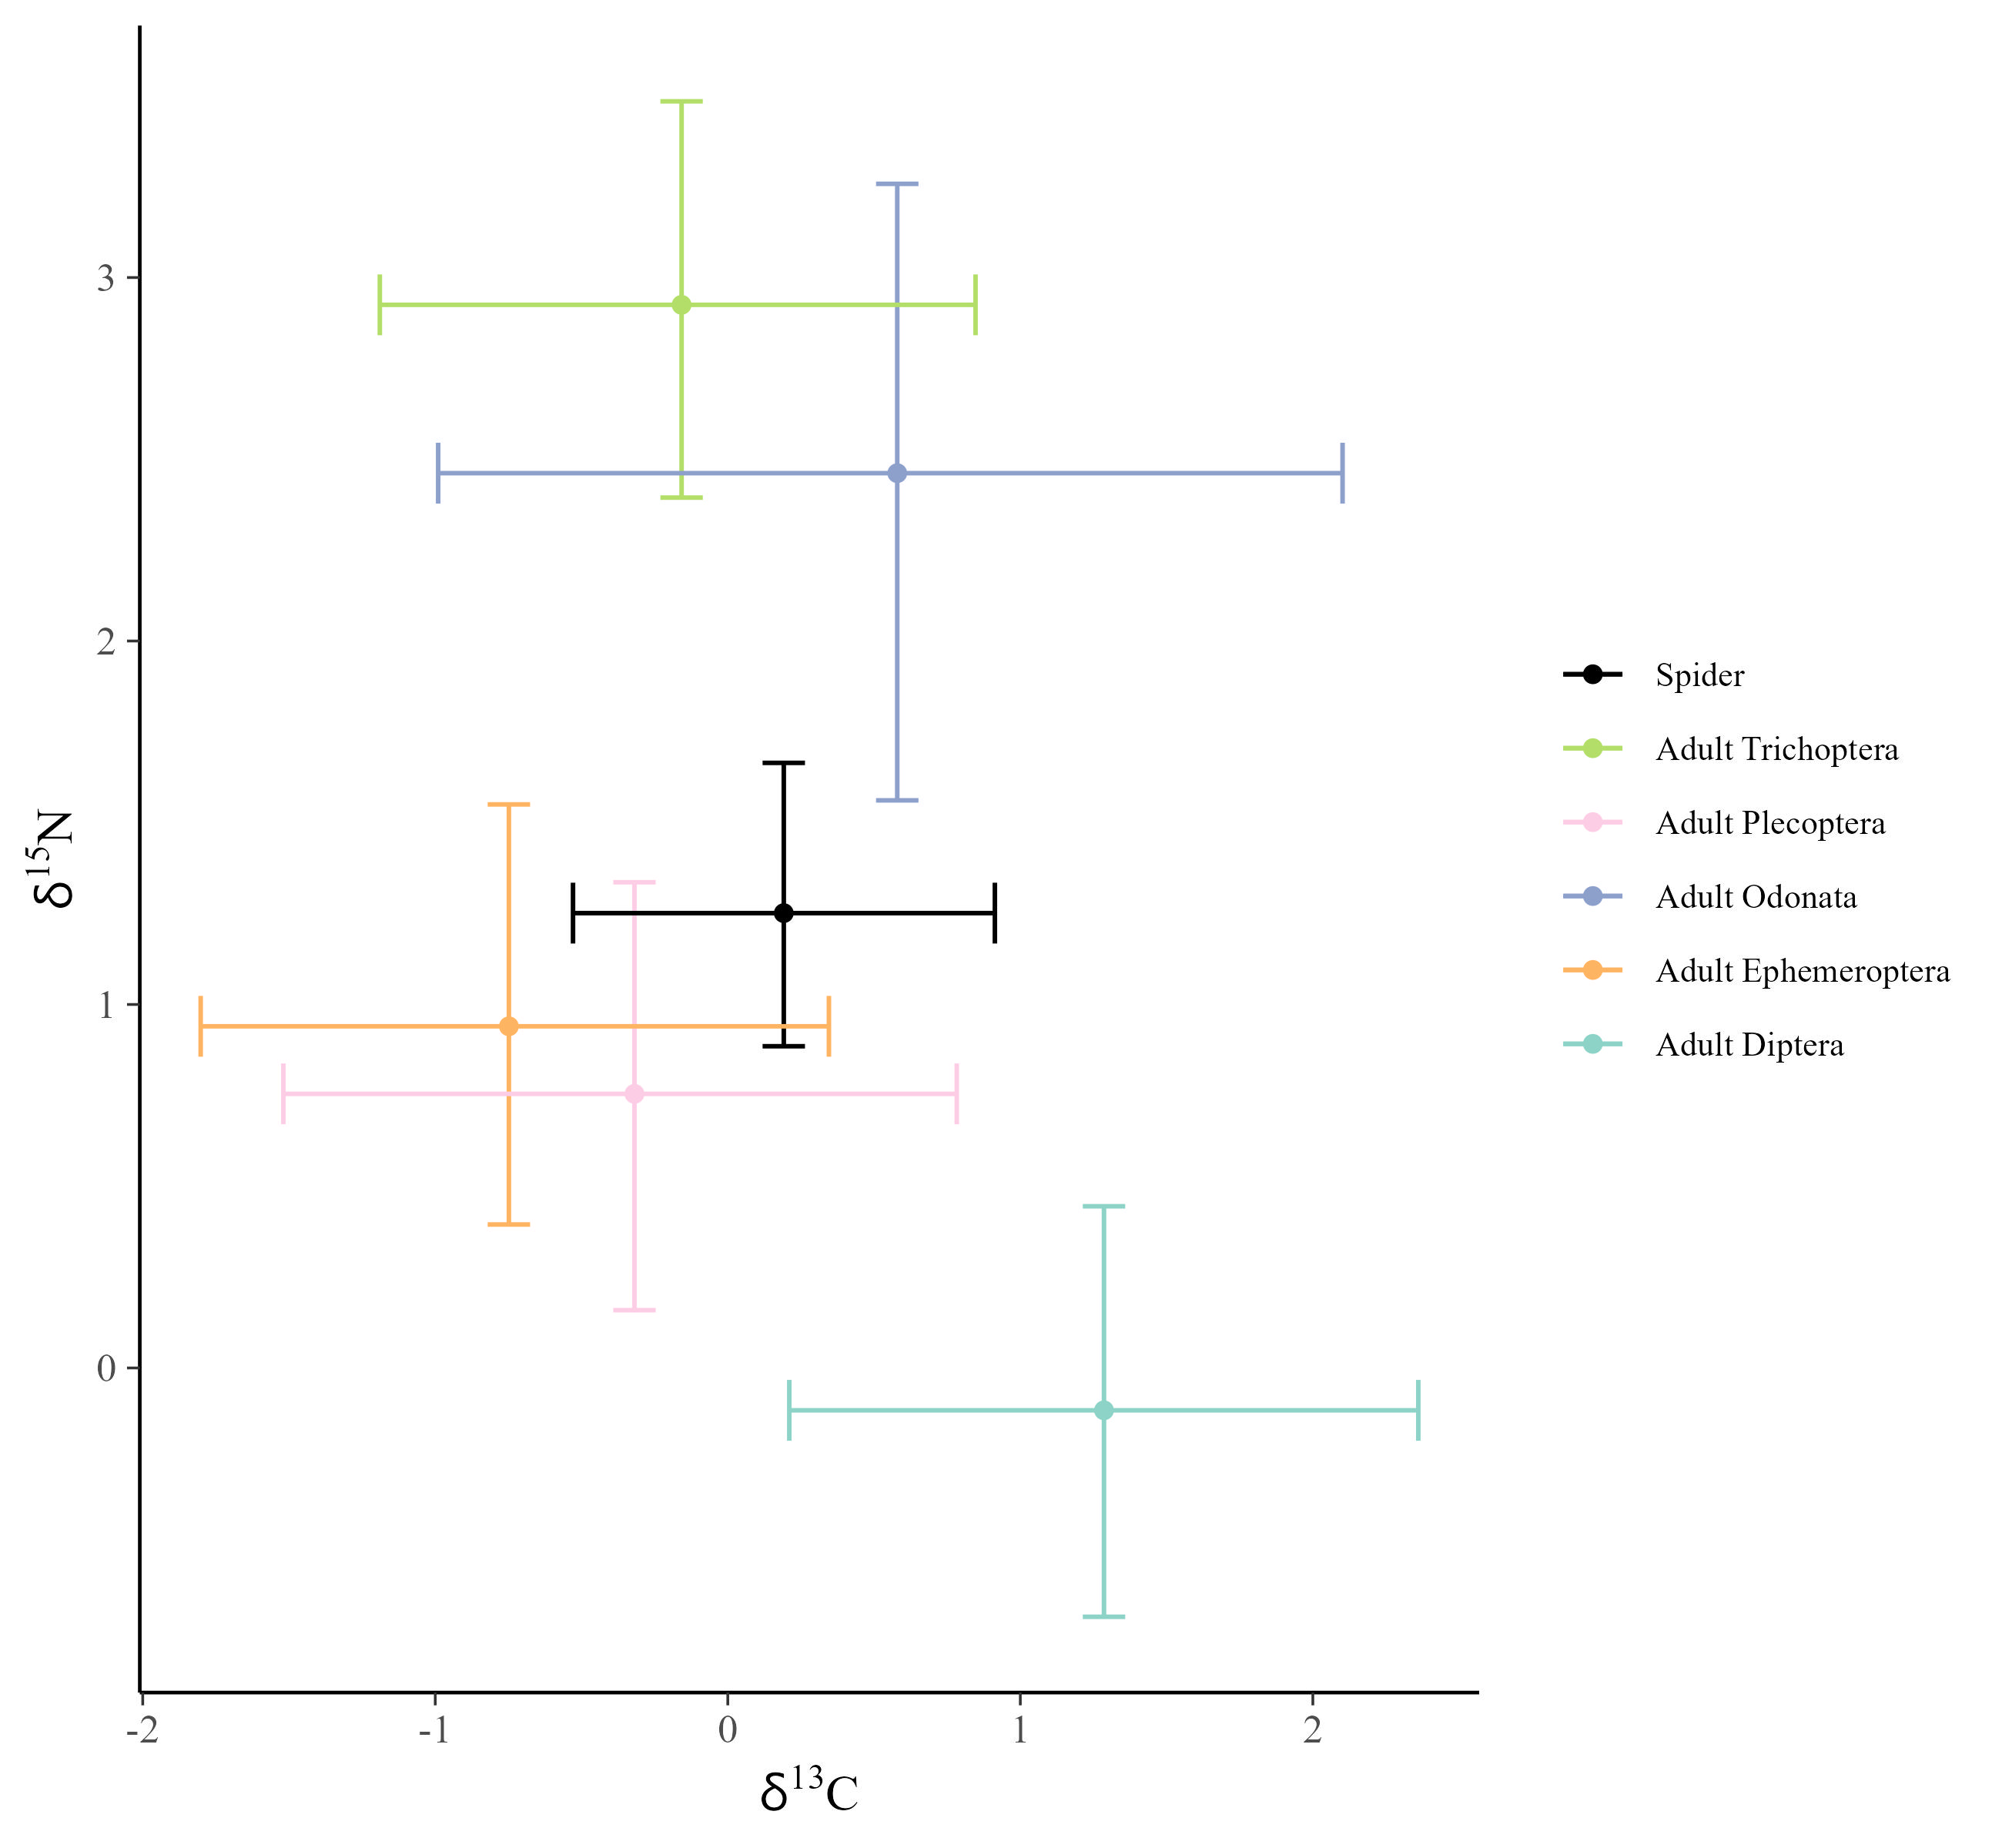 3
2
1
0
δ¹⁵N
-2 -1 0 1 2
δ¹³C
Spider
Adult Trichoptera
Adult Plecoptera
Adult Odonata
Adult Ephemeroptera
Adult Diptera